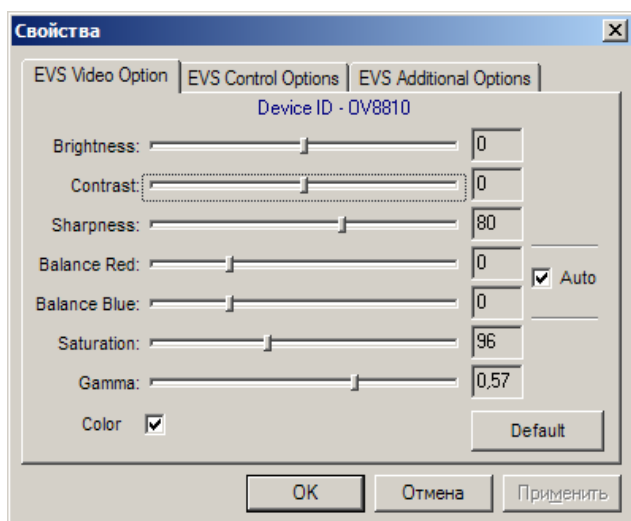 Свойства
EVS Video Option EVS Control Options EVS Additional Options
Device ID - OV8810
Brightness: 0
Contrast: 0
Sharpness: 80
Balance Red: 0
Auto
Balance Blue: 0
Saturation: 96
Gamma: 0,57
Color Default
OK Отмена Применить